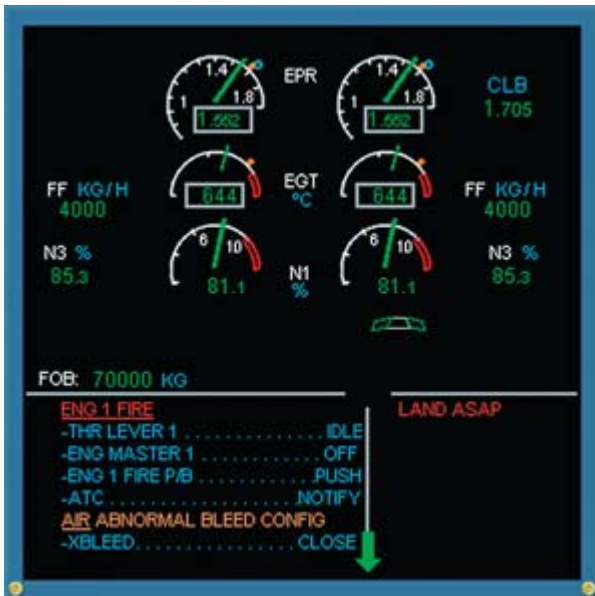 1.4 EPR 1.4
1 1.8 1 1.8 CLB
1.662 1.662 1.705
FF KG/H 644 EGT 644 FF KG/H
4000 °C 4000
N3 % 6 10 6 10 N3 %
85.3 81.1 N1 81.1 85.3
%
FOB: 70000 KG
ENG 1 FIRE LAND ASAP
-THR LEVER 1 . . . . . . . . . . . . . IDLE
-ENG MASTER 1 . . . . . . . . . . . . OFF
-ENG 1 FIRE P/B . . . . . . . . . . . PUSH
-ATC . . . . . . . . . . . . . . . . . . NOTIFY
AIR ABNORMAL BLEED CONFIG
-XBLEED. . . . . . . . . . . . . . . CLOSE